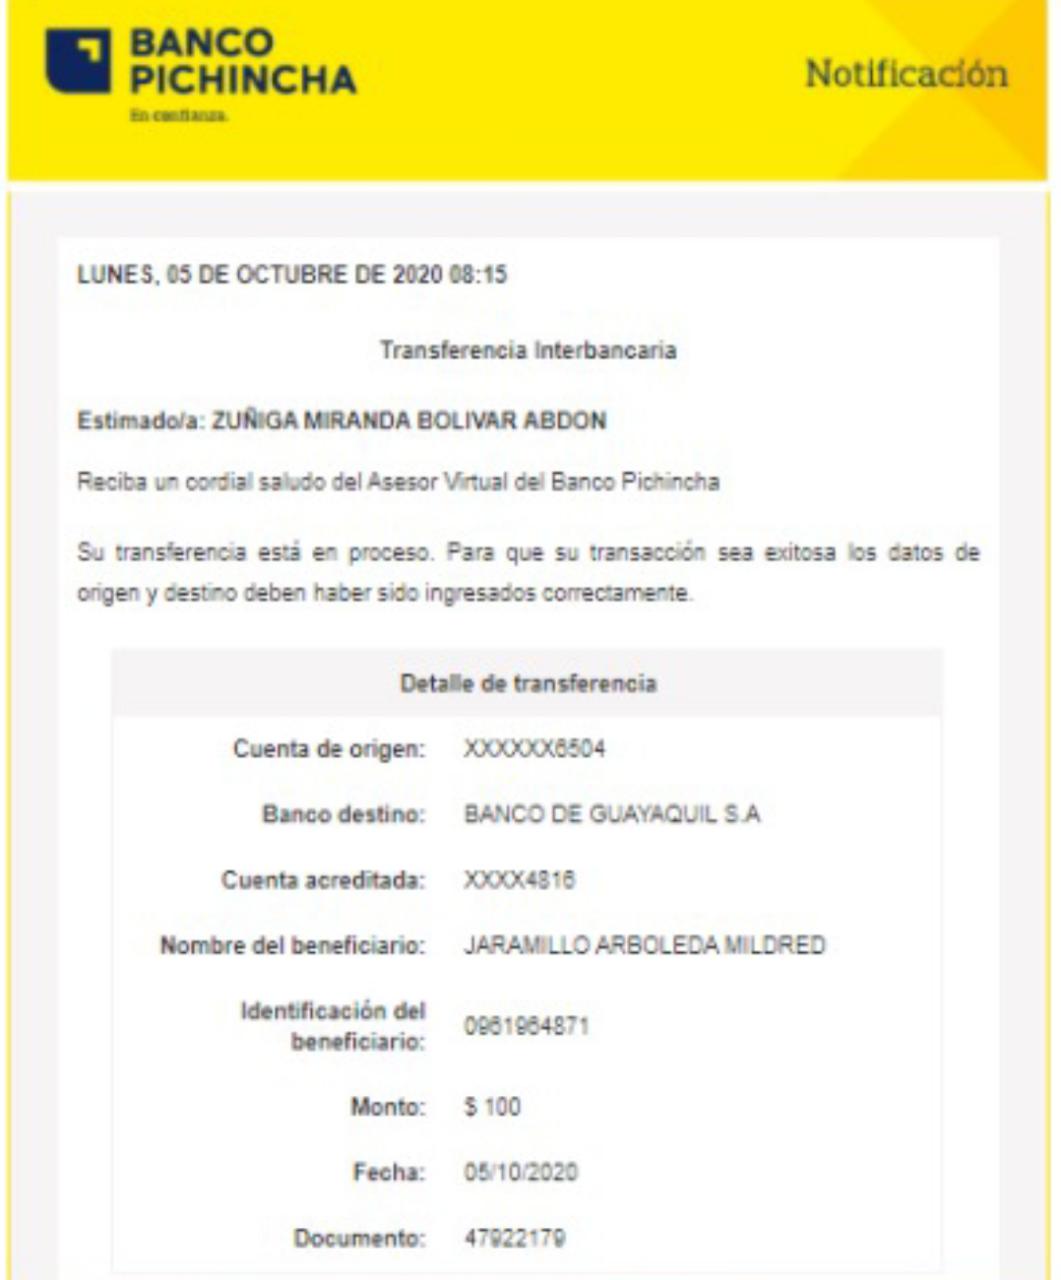 BANCO
PICHINCHA
En confianza.
Notificación
LUNES, 05 DE OCTUBRE DE 2020 08:15
Transferencia Interbancaria
Estimado/a: ZUÑIGA MIRANDA BOLIVAR ABDON
Reciba un cordial saludo del Asesor Virtual del Banco Pichincha
Su transferencia está en proceso. Para que su transacción sea exitosa los datos de
origen y destino deben haber sido ingresados correctamente.
Detalle de transferencia
Cuenta de origen: XXXXXX6504
Banco destino: BANCO DE GUAYAQUIL S.A
Cuenta acreditada: XXXX4816
Nombre del beneficiario: JARAMILLO ARBOLEDA MILDRED
Identificación del
beneficiario: 0961964871
Monto: $ 100
Fecha: 05/10/2020
Documento: 47922179